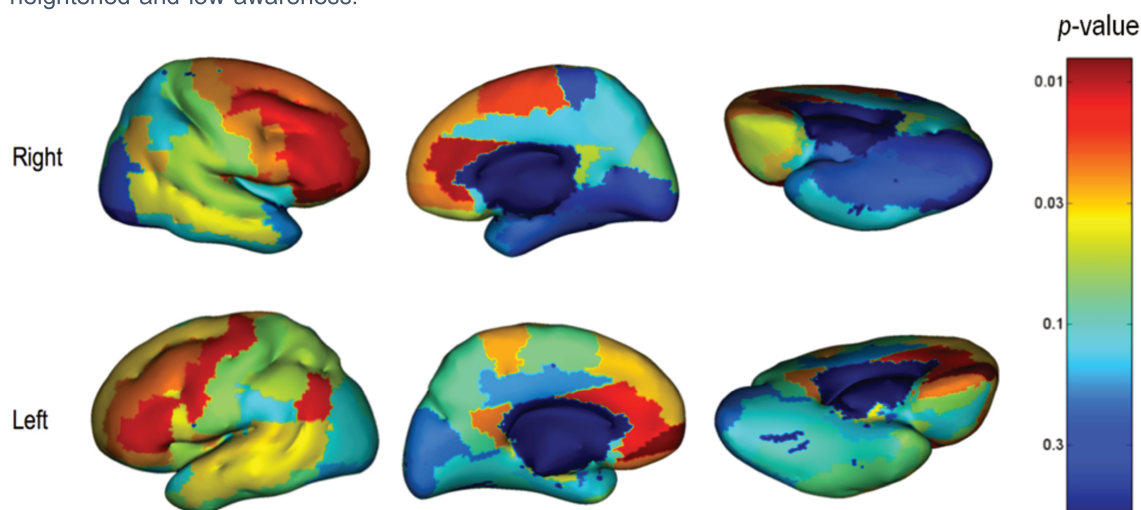 heightened and low awareness.
p-value
0.01
Right
0.03
0.1
Left
0.3